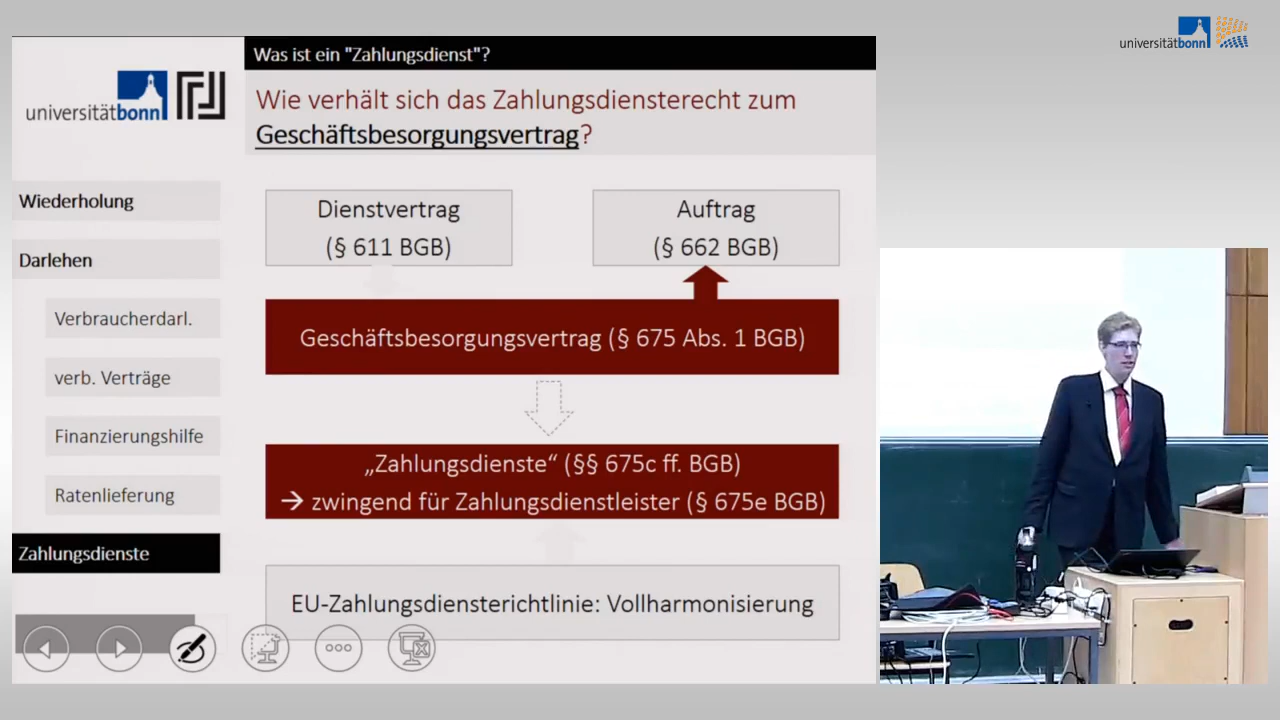 universitätbonn
Was ist ein "Zahlungsdienst"?
universitätbonn
Wie verhält sich das Zahlungsdiensterecht zum
Geschäftsbesorgungsvertrag?
Wiederholung
Darlehen
Verbraucherdarl.
verb. Verträge
Finanzierungshilfe
Ratenlieferung
Zahlungsdienste
Dienstvertrag
(§ 611 BGB)
Auftrag
(§ 662 BGB)
Geschäftsbesorgungsvertrag (§ 675 Abs. 1 BGB)
„Zahlungsdienste“ (§§ 675c ff. BGB)
→ zwingend für Zahlungsdienstleister (§ 675e BGB)
EU-Zahlungsdiensterichtlinie: Vollharmonisierung